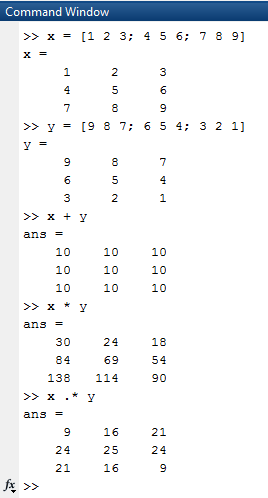 Command Window
>> x = [1 2 3; 4 5 6; 7 8 9]
x =
1 2 3
4 5 6
7 8 9
>> y = [9 8 7; 6 5 4; 3 2 1]
y =
9 8 7
6 5 4
3 2 1
>> x + y
ans =
10 10 10
10 10 10
10 10 10
>> x * y
ans =
30 24 18
84 69 54
138 114 90
>> x .* y
ans =
9 16 21
24 25 24
21 16 9
fx >>